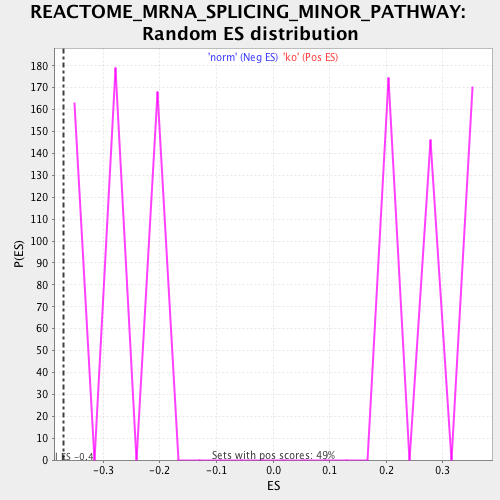 REACTOME_MRNA_SPLICING_MINOR_PATHWAY:
Random ES distribution
'norm' (Neg ES) 'ko' (Pos ES)
180
170
160
150
140
130
120
110
100
90
80
70
60
50
40
30
20
10
0
P(ES)
ES -0.4
Sets with pos scores: 49%
-0.3 -0.2 -0.1 0.0 0.1 0.2 0.3
ES